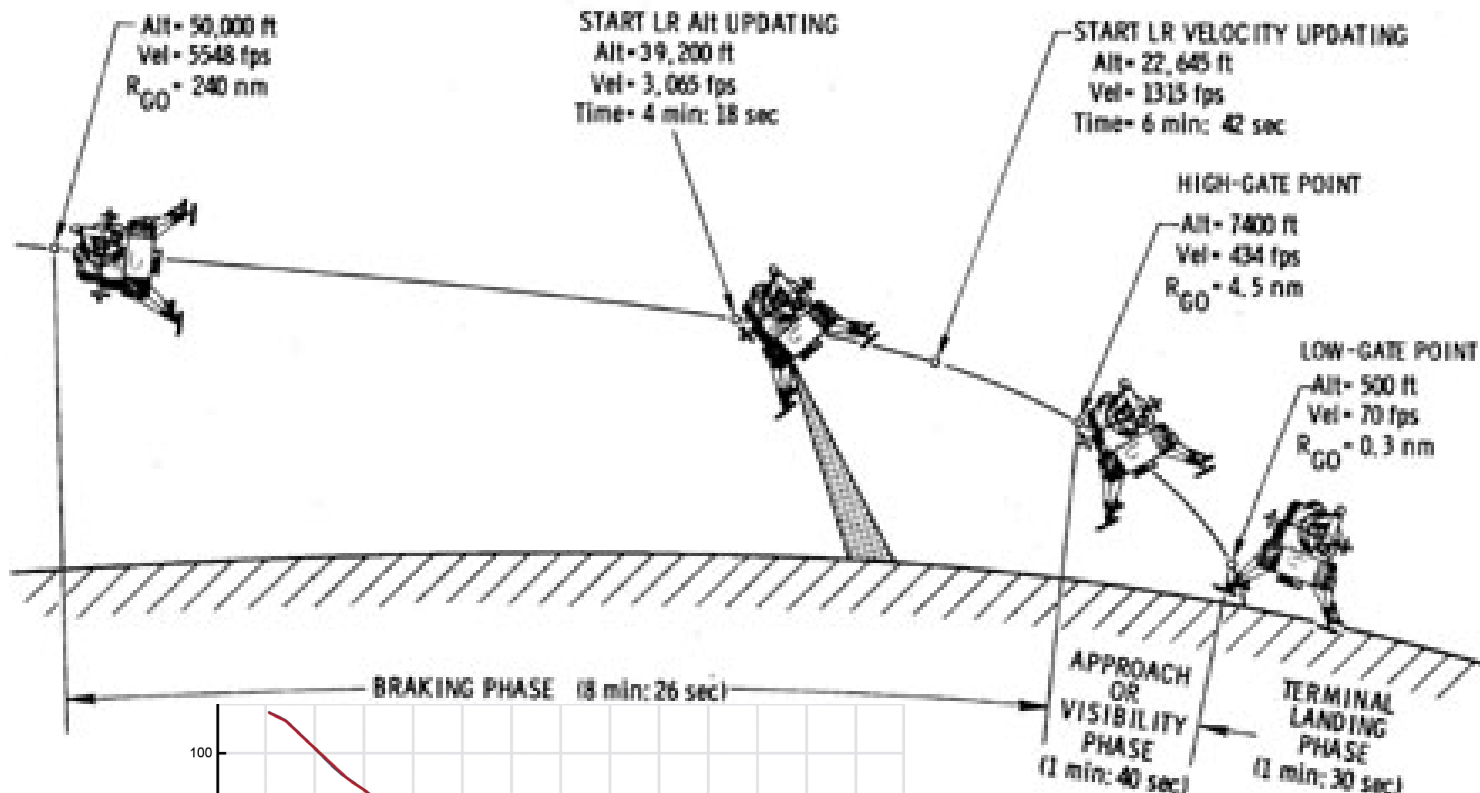 Alt= 50,000 ft
Vel= 5548 fps
RGO = 240 nm
START LR Alt UPDATING
Alt=39,200 ft
Vel= 3,065 fps
Time= 4 min: 18 sec
START LR VELOCITY UPDATING
Alt= 22,645 ft
Vel= 1315 fps
Time= 6 min: 42 sec
HIGH-GATE POINT
Alt= 7400 ft
Vel= 434 fps
RGO = 4.5 nm
LOW-GATE POINT
Alt= 500 ft
Vel= 70 fps
RGO = 0.3 nm
BRAKING PHASE (8 min: 26 sec)
APPROACH
OR
VISIBILITY
PHASE
(1 min: 40 sec)
TERMINAL
LANDING
PHASE
(1 min: 30 sec)
100